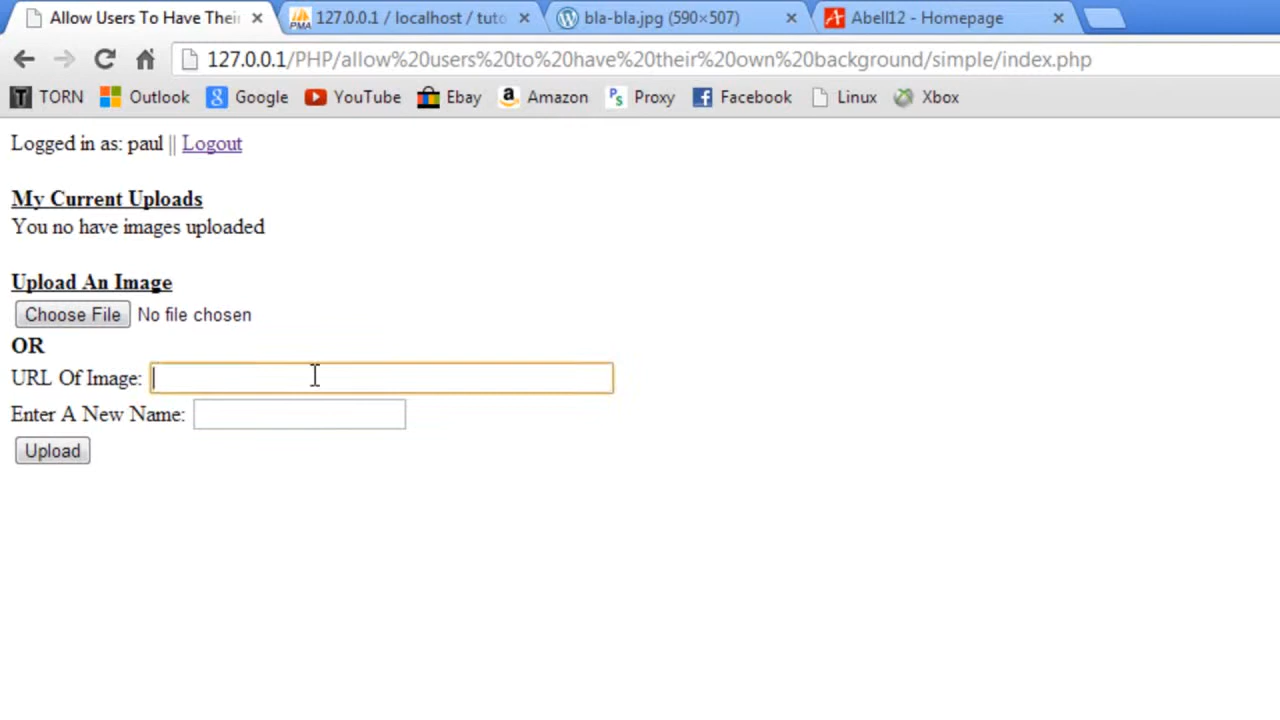 Allow Users To Have Their
127.0.0.1 / localhost / tuto
bla-bla.jpg (590×507)
Abell12 - Homepage
127.0.0.1/PHP/allow%20users%20to%20have%20their%20own%20background/simple/index.php
TORN Outlook Google YouTube Ebay Amazon Proxy Facebook Linux Xbox
Logged in as: paul || Logout
My Current Uploads
You no have images uploaded
Upload An Image
Choose File No file chosen
OR
URL Of Image:
Enter A New Name:
Upload